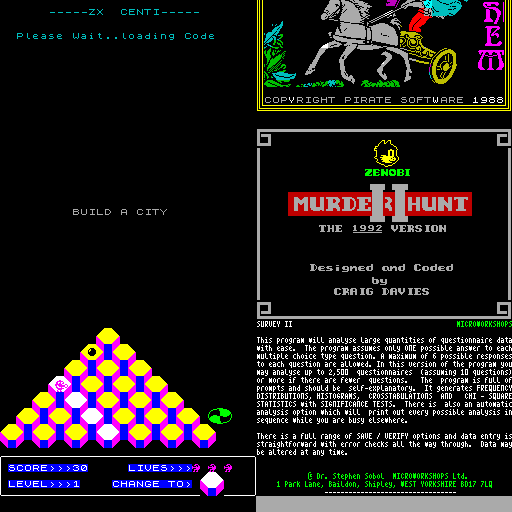 -----ZX  CENTI-----
Please Wait..loading Code
BUILD A CITY
SCORE>>>30 LIVES>>>
LEVEL>>>1 CHANGE TO>
HEM
COPYRIGHT PIRATE SOFTWARE 1988
ZENOBI
MURDER HUNT
II
THE 1992 VERSION
Designed and Coded
by
CRAIG DAVIES
SURVEY II MICROWORKSHOPS
This program will analyse large quantities of questionnaire data
with ease.  The program assumes only ONE possible answer to each
multiple choice type question. A maximum of 6 possible responses
to each question are allowed. In this version of the program you
may analyse up to 2,500  questionnaires  (assuming 10 questions)
or more if there are fewer  questions.  The  program is full of
prompts and should be  self-explanatory.  It generates FREQUENCY
DISTRIBUTIONS, HISTOGRAMS, CROSSTABULATIONS  AND  CHI - SQUARE
STATISTICS with SIGNIFICANCE TESTS.  There is  also an automatic
analysis option which will  print out every possible analysis in
sequence while you are busy elsewhere.
There is a full range of SAVE / VERIFY options and data entry is
straightforward with error checks all the way through.  Data may
be altered at any time.
@ Dr. Stephen Sobol  MICROWORKSHOPS Ltd.
1 Park Lane, Baildon, Shipley, WEST YORKSHIRE BD17 7LQ